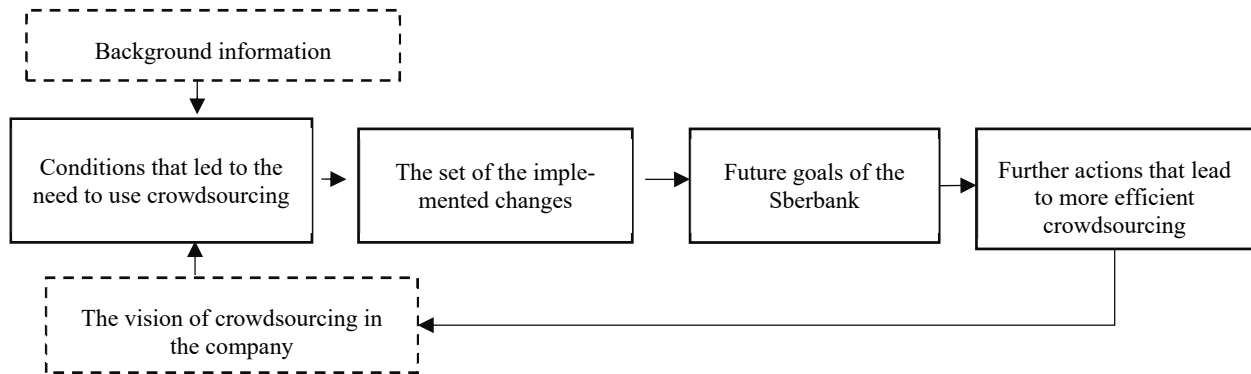 Background information
Conditions that led to the
need to use crowdsourcing
The set of the imple-
mented changes
Future goals of the
Sberbank
Further actions that lead
to more efficient
crowdsourcing
The vision of crowdsourcing in
the company